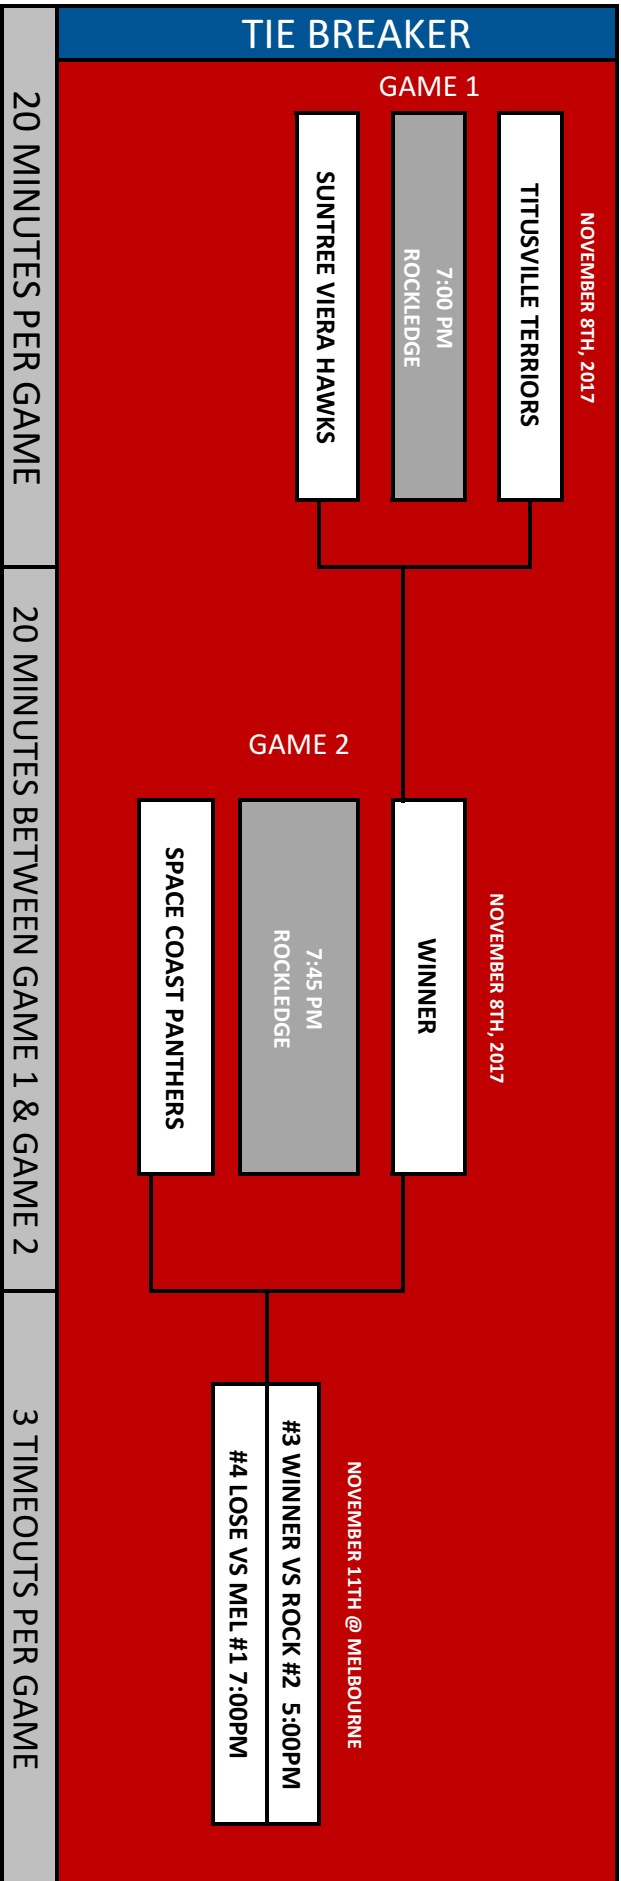 TIE BREAKER
GAME 1
NOVEMBER 8TH, 2017
TITUSVILLE TERRIORS
7:00 PM
ROCKLEDGE
SUNTREE VIERA HAWKS
GAME 2
NOVEMBER 8TH, 2017
WINNER
7:45 PM
ROCKLEDGE
SPACE COAST PANTHERS
NOVEMBER 11TH @ MELBOURNE
#3 WINNER VS ROCK #2 5:00PM
#4 LOSE VS MEL #1 7:00PM
20 MINUTES PER GAME
20 MINUTES BETWEEN GAME 1 & GAME 2
3 TIMEOUTS PER GAME